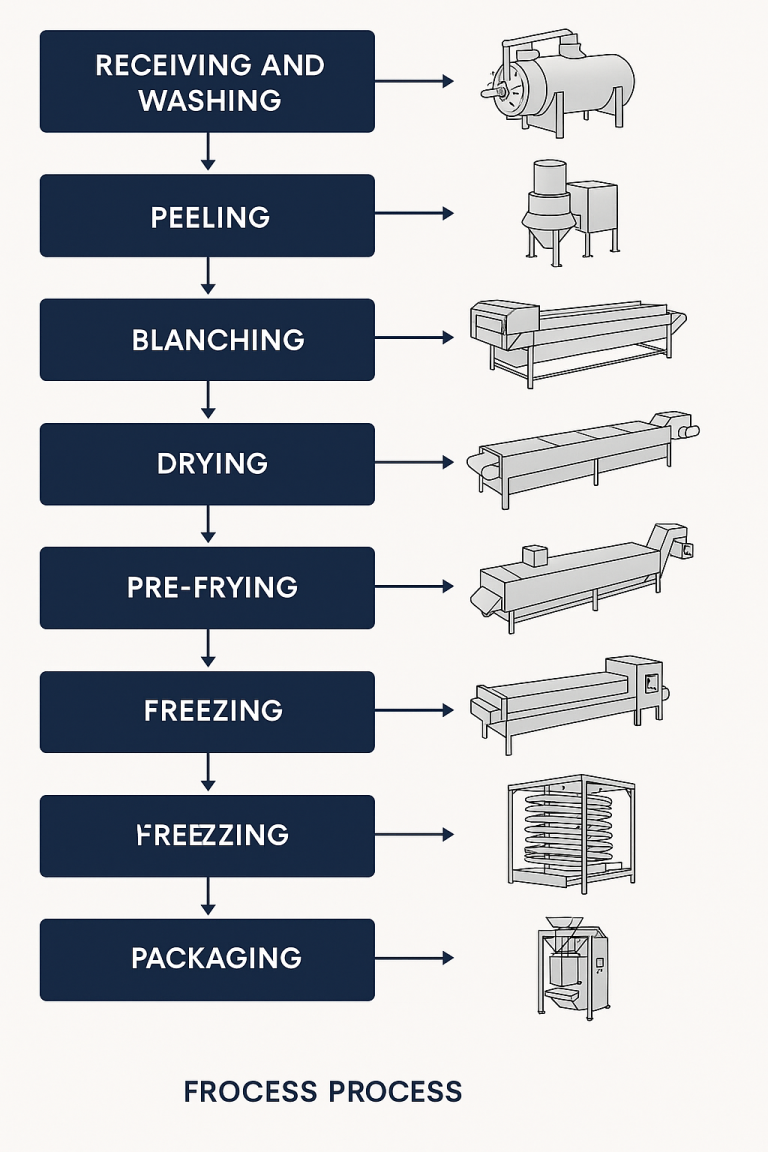 RECEIVING AND
WASHING
PEELING
BLANCHING
DRYING
PRE-FRYING
FREEZING
FREEZZING
PACKAGING
FROCESS PROCESS